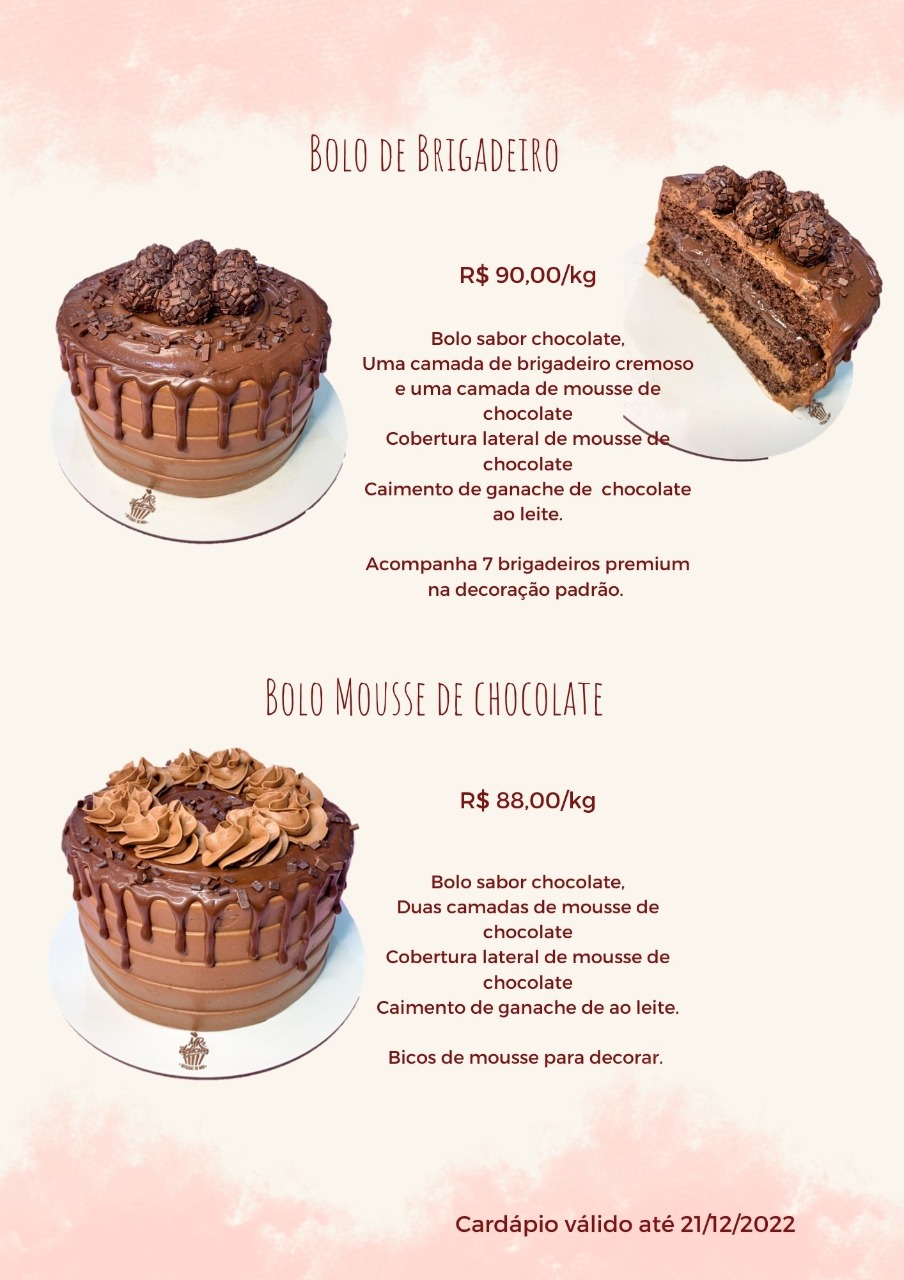 Bolo de Brigadeiro
R$ 90,00/kg
Bolo sabor chocolate,
Uma camada de brigadeiro cremoso
e uma camada de mousse de
chocolate
Cobertura lateral de mousse de
chocolate
Caimento de ganache de chocolate
ao leite.
Acompanha 7 brigadeiros premium
na decoração padrão.
Bolo Mousse de chocolate
R$ 88,00/kg
Bolo sabor chocolate,
Duas camadas de mousse de
chocolate
Cobertura lateral de mousse de
chocolate
Caimento de ganache de ao leite.
Bicos de mousse para decorar.
Cardápio válido até 21/12/2022